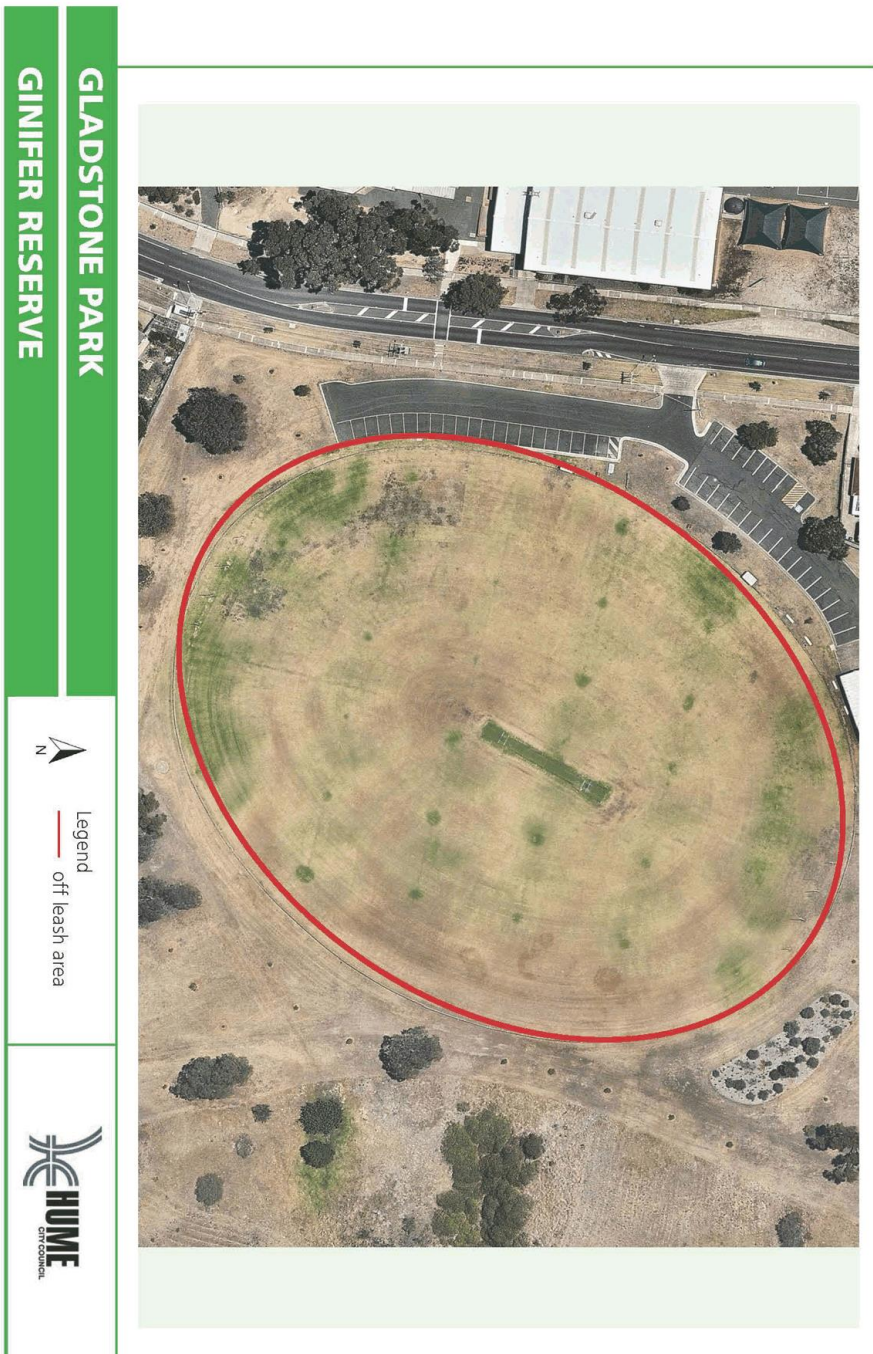 GLADSTONE PARK
GINIFER RESERVE
N
Legend
off leash area
HUME
CITY COUNCIL